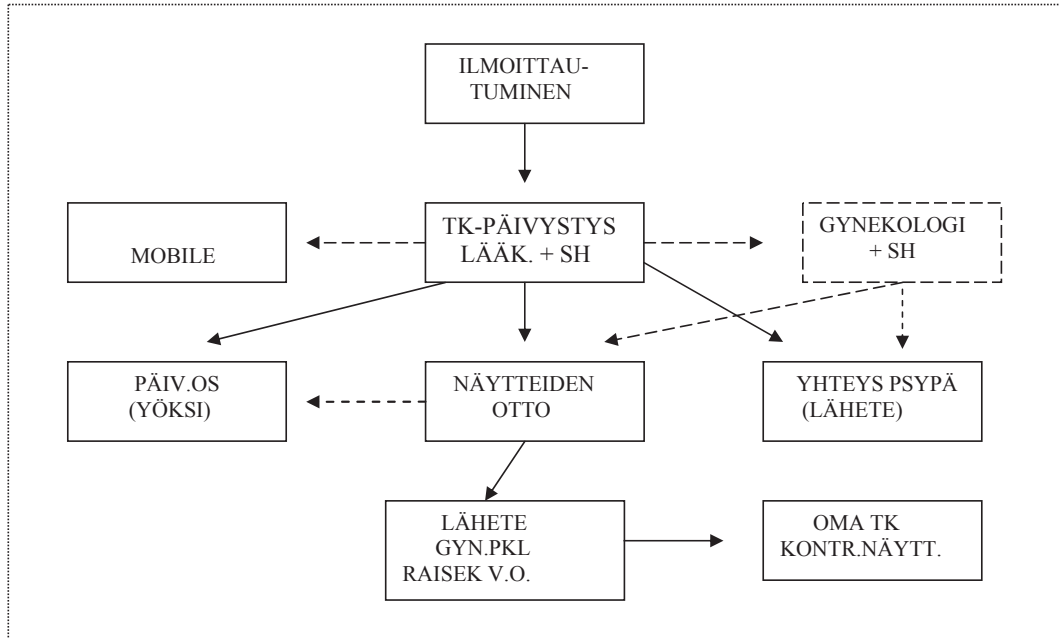 ILMOITTAU-
TUMINEN
MOBILE
TK-PÄIVYSTYS
LÄÄK. + SH
GYNEKOLOGI
+ SH
PÄIV.OS
(YÖKSI)
NÄYTTEIDEN
OTTO
YHTEYS PSYPÄ
(LÄHETE)
LÄHETE
GYN.PKL
RAISEK V.O.
OMA TK
KONTR.NÄYTT.